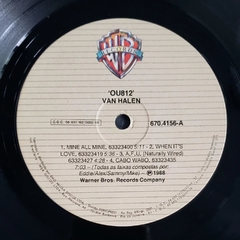 RECORDS
'OU812'
VAN HALEN
670.4156-A
1. MINE ALL MINE, 63323400 5:11 - 2. WHEN IT'S
LOVE, 63323419 5:36 - 3. A.F.U. (Naturally Wired)
63323427 4:28 - 4. CABO WABO, 63323435
7:03 - (Todas as faixas compostas por:
Eddie/Alex/Sammy/Mike) ℗1988
Warner Bros. Records Company